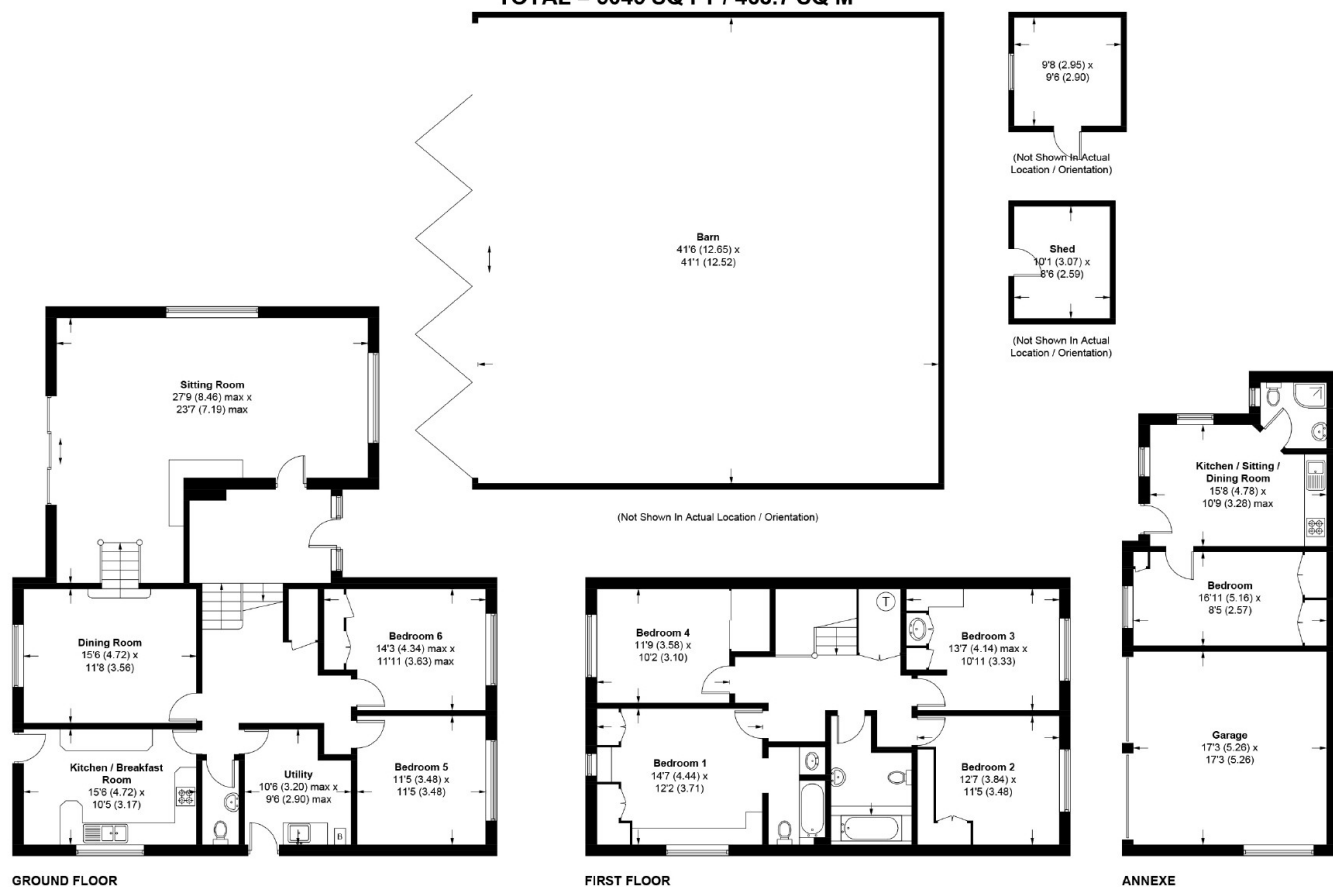 9'8 (2.95) x
9'6 (2.90)
(Not Shown In Actual
Location / Orientation)
Barn
41'6 (12.65) x
41'1 (12.52)
Shed
10'1 (3.07) x
8'6 (2.59)
(Not Shown In Actual
Location / Orientation)
(Not Shown In Actual Location / Orientation)
Sitting Room
27'9 (8.46) max x
23'7 (7.19) max
Dining Room
15'6 (4.72) x
11'8 (3.56)
Bedroom 6
14'3 (4.34) max x
11'11 (3.63) max
Kitchen / Breakfast
Room
15'6 (4.72) x
10'5 (3.17)
Utility
10'6 (3.20) max x
9'6 (2.90) max
B
Bedroom 5
11'5 (3.48) x
11'5 (3.48)
GROUND FLOOR
Bedroom 4
11'9 (3.58) x
10'2 (3.10)
T
Bedroom 3
13'7 (4.14) max x
10'11 (3.33)
Bedroom 1
14'7 (4.44) x
12'2 (3.71)
Bedroom 2
12'7 (3.84) x
11'5 (3.48)
FIRST FLOOR
Kitchen / Sitting /
Dining Room
15'8 (4.78) x
10'9 (3.28) max
Bedroom
16'11 (5.16) x
8'5 (2.57)
Garage
17'3 (5.26) x
17'3 (5.26)
ANNEXE